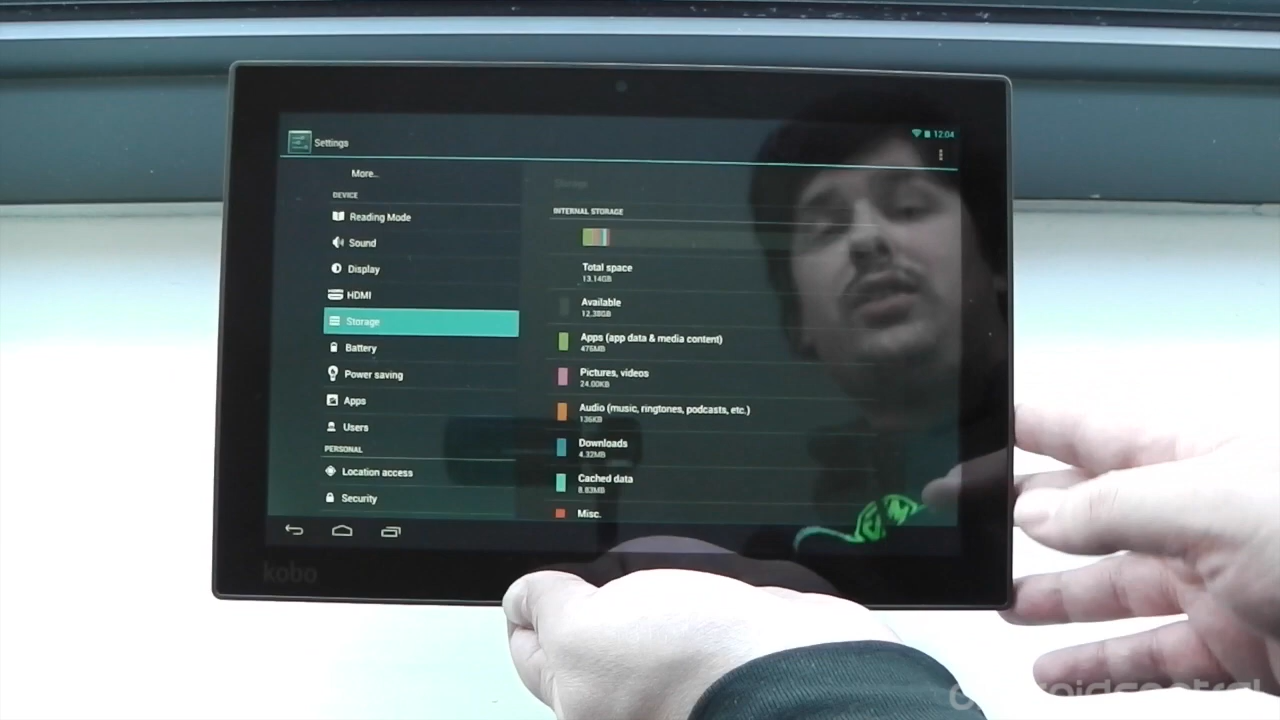 Settings
12:04
More...
DEVICE
Reading Mode
Sound
Display
HDMI
Storage
Battery
Power saving
Apps
Users
PERSONAL
Location access
Security
Storage
INTERNAL STORAGE
Total space
13.14GB
Available
12.38GB
Apps (app data & media content)
476MB
Pictures, videos
24.00KB
Audio (music, ringtones, podcasts, etc.)
136KB
Downloads
4.32MB
Cached data
8.83MB
Misc.
kobo
androidcentral